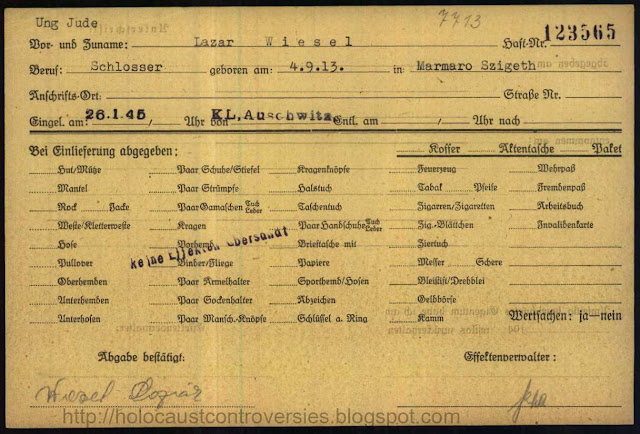 Ung Jude
7713
Vor- und Zuname: Lazar Wiesel Haft-Nr. 123565
Beruf: Schlosser geboren am: 4.9.13. in Marmaro Szigeth
Anschrifts-Ort: Straße Nr.
Eingel. am: 26.1.45 Uhr von KL. Auschwitz Entl. am Uhr nach
Bei Einlieferung abgegeben: Koffer Aktentasche Paket
Hut/Mütze Paar Schuhe/Stiefel Kragenknöpfe Feuerzeug Wehrpaß
Mantel Paar Strümpfe Halstuch Tabak Pfeife Fremdenpaß
Rock Jacke Paar Gamaschen Tuch Leder Taschentuch Zigarren/Zigaretten Arbeitsbuch
Weste/Kletterweste Kragen Paar Handschuhe Tuch Leder Zig.-Blättchen Invalidenkarte
Hose Vorhemd Brieftasche mit Ziertuch
keine Effekten übersandt
Pullover Binder/Fliege Papiere Messer Schere
Oberhemden Paar Ärmelhalter Sporthemd/Hosen Bleistift/Drehblei
Unterhemden Paar Sockenhalter Abzeichen Geldbörse
Unterhosen Paar Mansch.-Knöpfe Schlüssel a. Ring Kamm Wertsachen: ja—nein
Abgabe bestätigt: Effektenverwalter:
Wiesel Lazár
http://holocaustcontroversies.blogspot.com/